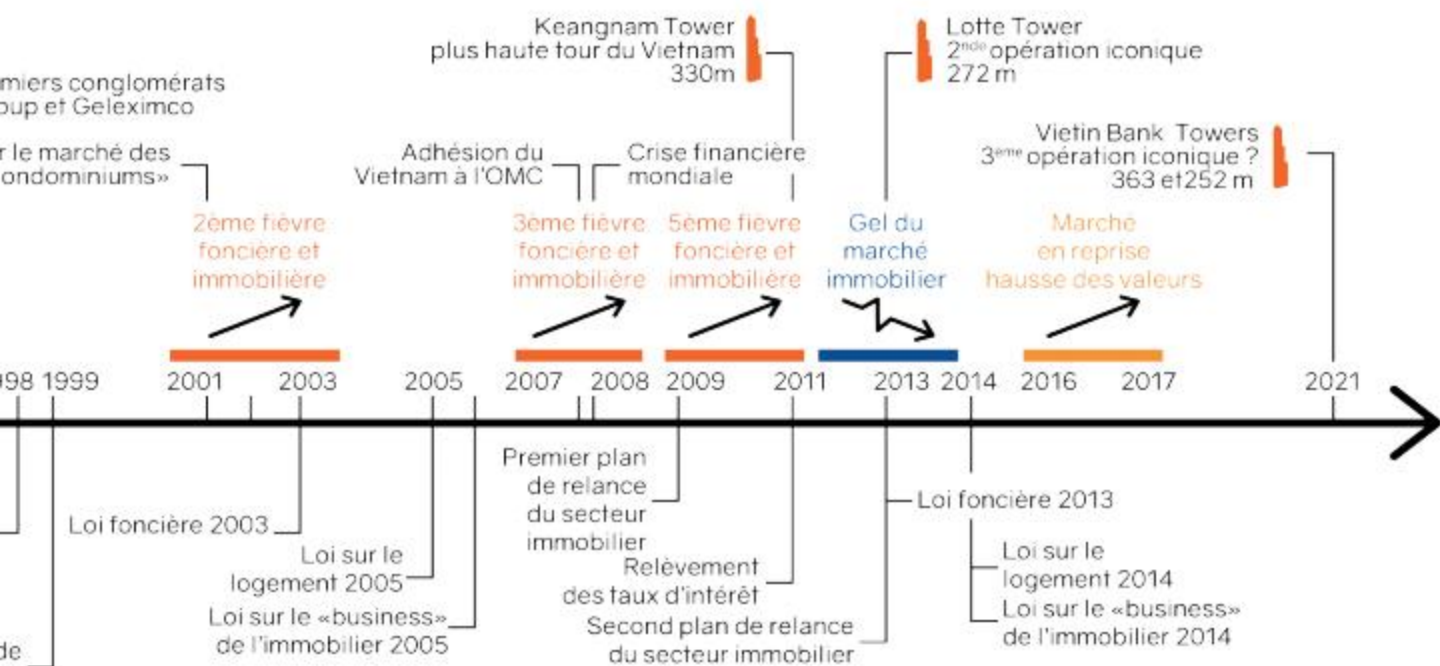 Keangnam Tower
plus haute tour du Vietnam
330m
Lotte Tower
2nde opération iconique
272 m
miers conglomérats
oup et Geleximco
Vietin Bank Towers
3eme opération iconique ?
363 et252 m
r le marché des
ondominiums»
Adhésion du
Vietnam à l'OMC
Crise financière
mondiale
2ème fièvre
foncière et
immobilière
3ème fièvre
foncière et
immobilière
5ème fièvre
foncière et
immobilière
Gel du
marché
immobilier
Marche
en reprise
hausse des valeurs
998 1999 2001 2003 2005 2007 2008 2009 2011 2013 2014 2016 2017 2021
Premier plan
de relance
du secteur
immobilier
Loi foncière 2013
Loi foncière 2003
Loi sur le
logement 2005
Relèvement
des taux d'intérêt
Loi sur le
logement 2014
Loi sur le «business»
de l'immobilier 2005
Second plan de relance
du secteur immobilier
Loi sur le «business»
de l'immobilier 2014
de